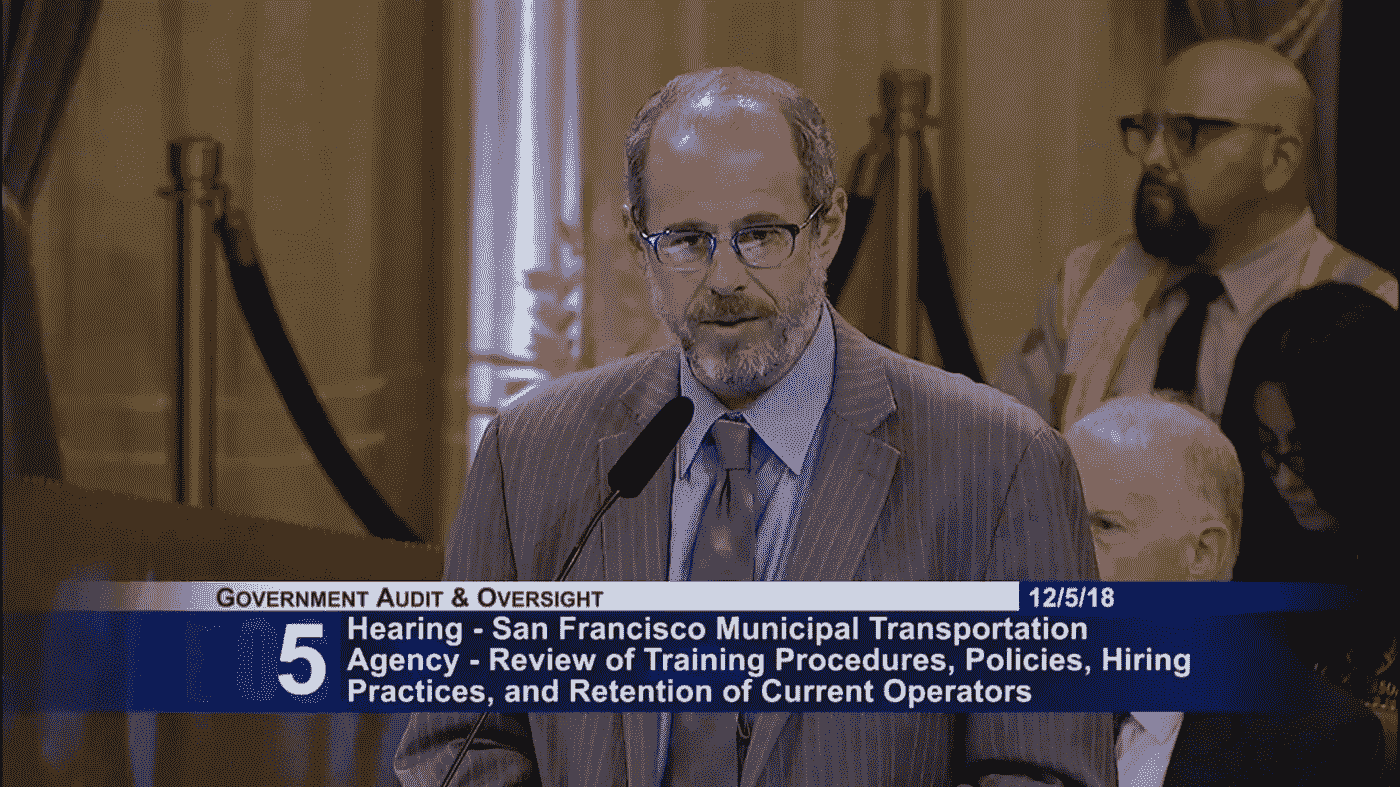 GOVERNMENT AUDIT & OVERSIGHT 12/5/18
5 Hearing - San Francisco Municipal Transportation
Agency - Review of Training Procedures, Policies, Hiring
Practices, and Retention of Current Operators